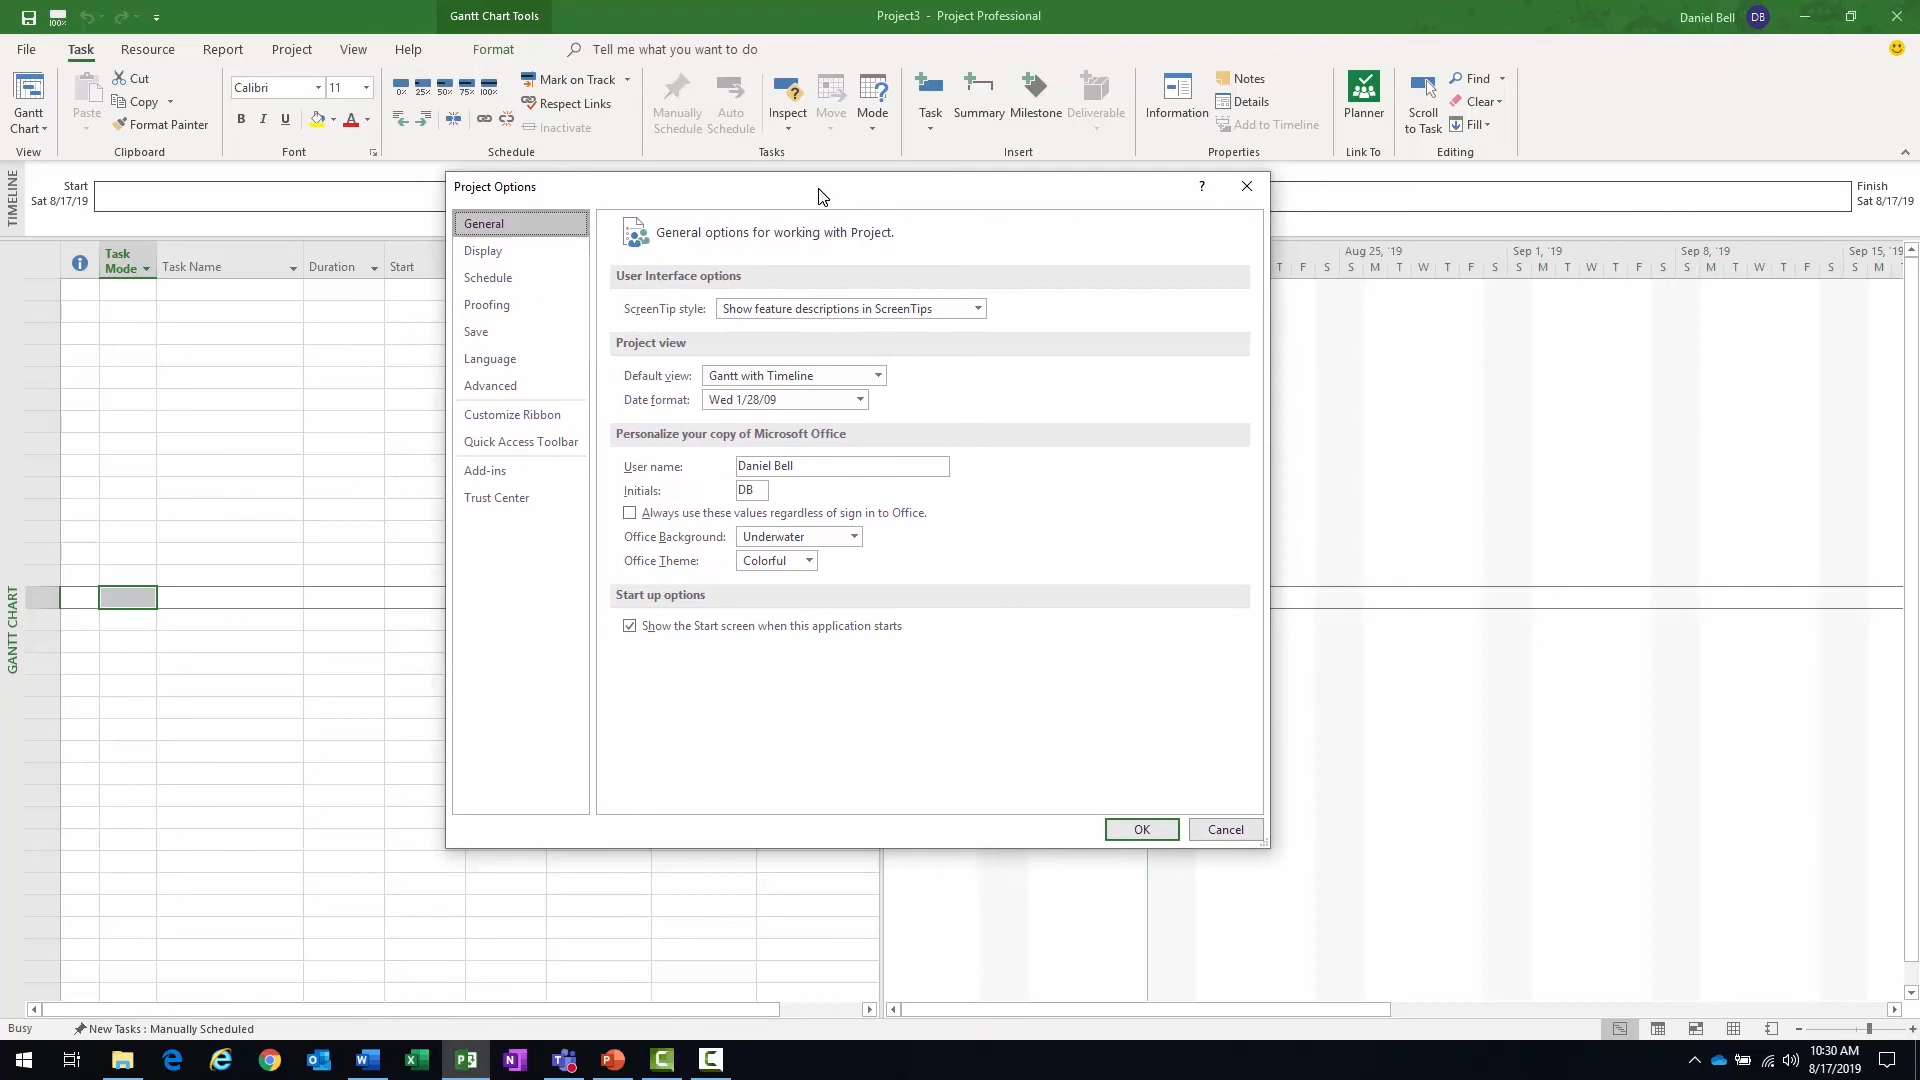 Gantt Chart Tools
Project3 - Project Professional
Daniel Bell DB
File Task Resource Report Project View Help Format Tell me what you want to do
Gantt Chart
View
Paste
Cut
Copy
Format Painter
Clipboard
Calibri 11
B I U A
Font
0% 25% 50% 75% 100%
Mark on Track
Respect Links
Inactivate
Schedule
Manually Schedule
Auto Schedule
Inspect
Move
Mode
Tasks
Task
Summary
Milestone
Deliverable
Insert
Information
Notes
Details
Add to Timeline
Properties
Planner
Link To
Scroll to Task
Find
Clear
Fill
Editing
TIMELINE
Start
Sat 8/17/19
Finish
Sat 8/17/19
Task Mode
Task Name
Duration
Start
Aug 25, '19 Sep 1, '19 Sep 8, '19 Sep 15, '19
T F S S M T W T F S S M T W T F S S M T W T F S S M
GANTT CHART
Project Options
?
General
Display
Schedule
Proofing
Save
Language
Advanced
Customize Ribbon
Quick Access Toolbar
Add-ins
Trust Center
General options for working with Project.
User Interface options
ScreenTip style: Show feature descriptions in ScreenTips
Project view
Default view: Gantt with Timeline
Date format: Wed 1/28/09
Personalize your copy of Microsoft Office
User name: Daniel Bell
Initials: DB
Always use these values regardless of sign in to Office.
Office Background: Underwater
Office Theme: Colorful
Start up options
Show the Start screen when this application starts
OK Cancel
Busy New Tasks : Manually Scheduled
10:30 AM
8/17/2019